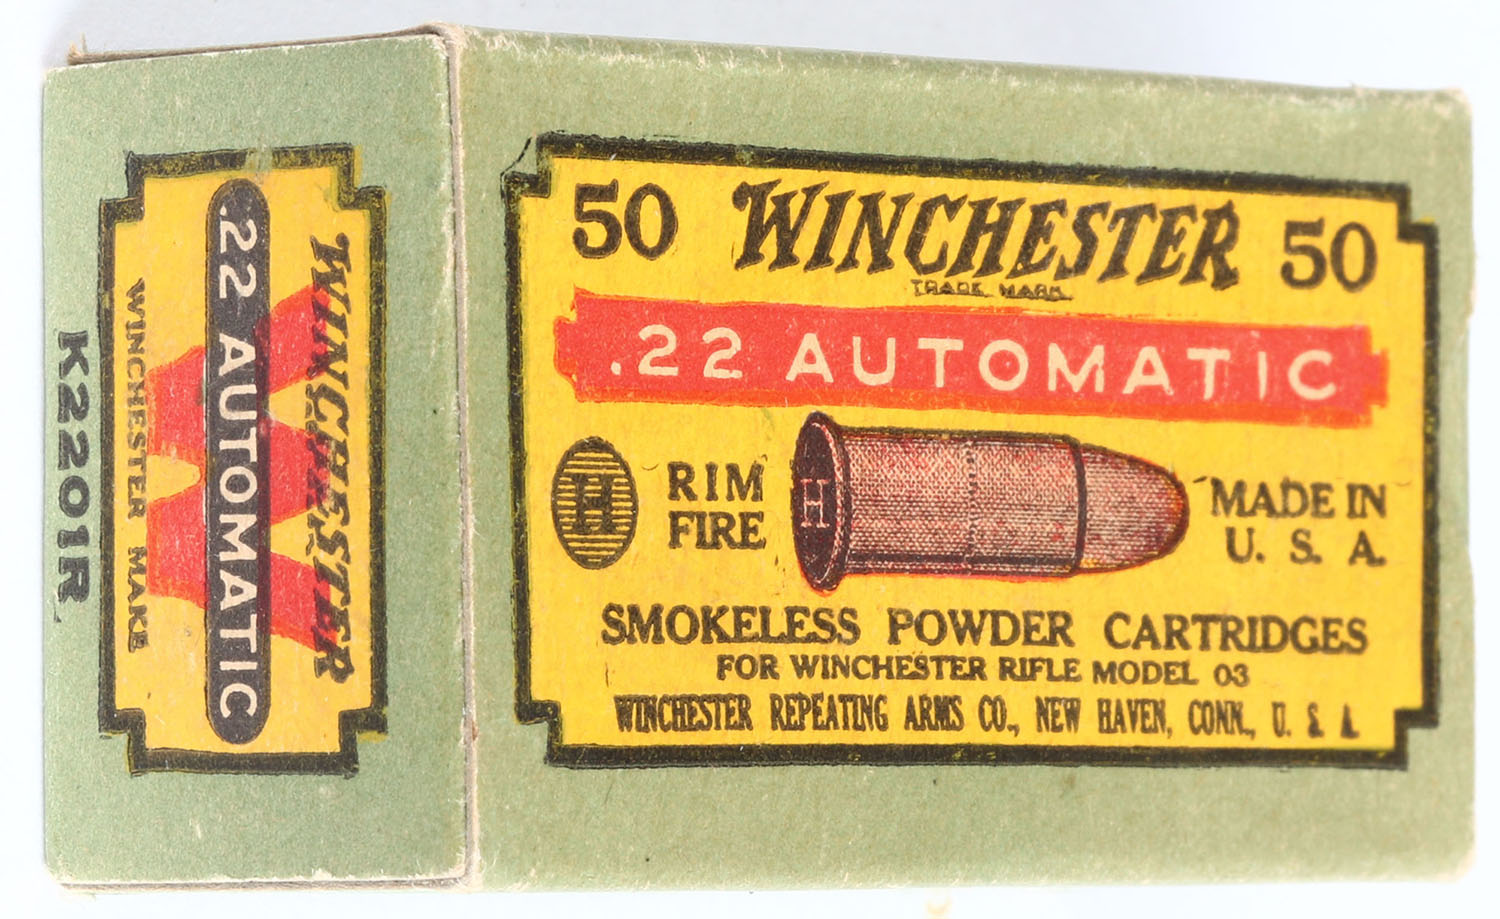 WINCHESTER
.22 AUTOMATIC
WINCHESTER MAKE
K2201R
50 WINCHESTER 50
TRADE MARK
.22 AUTOMATIC
H
RIM
FIRE
H
MADE IN
U. S. A.
SMOKELESS POWDER CARTRIDGES
FOR WINCHESTER RIFLE MODEL 03
WINCHESTER REPEATING ARMS CO., NEW HAVEN, CONN., U. S. A.